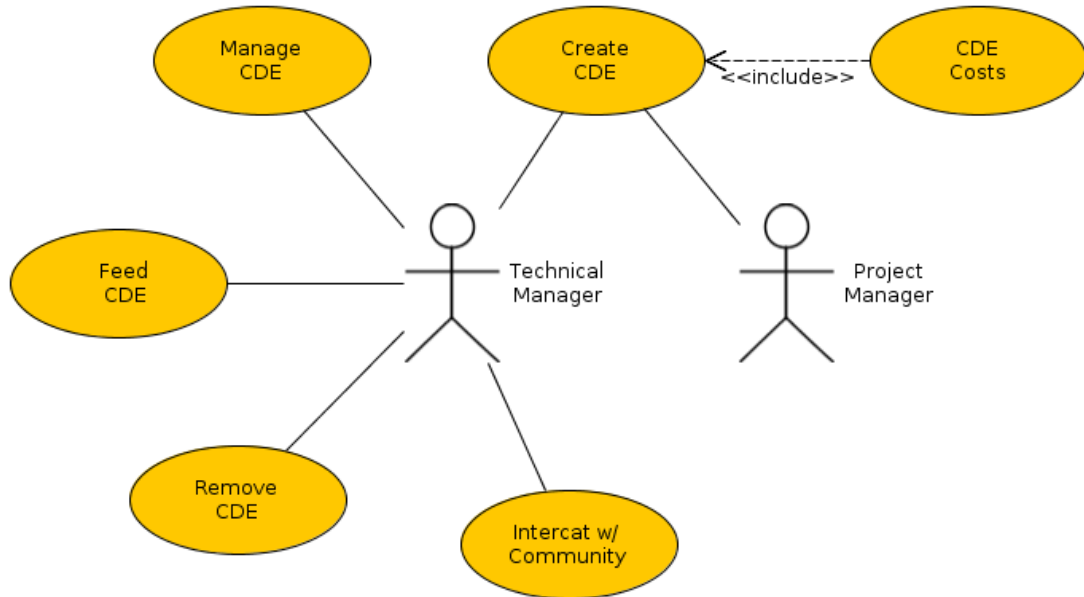 Manage
CDE
Create
CDE
CDE
Costs
<<include>>
Feed
CDE
Technical
Manager
Project
Manager
Remove
CDE
Intercat w/
Community